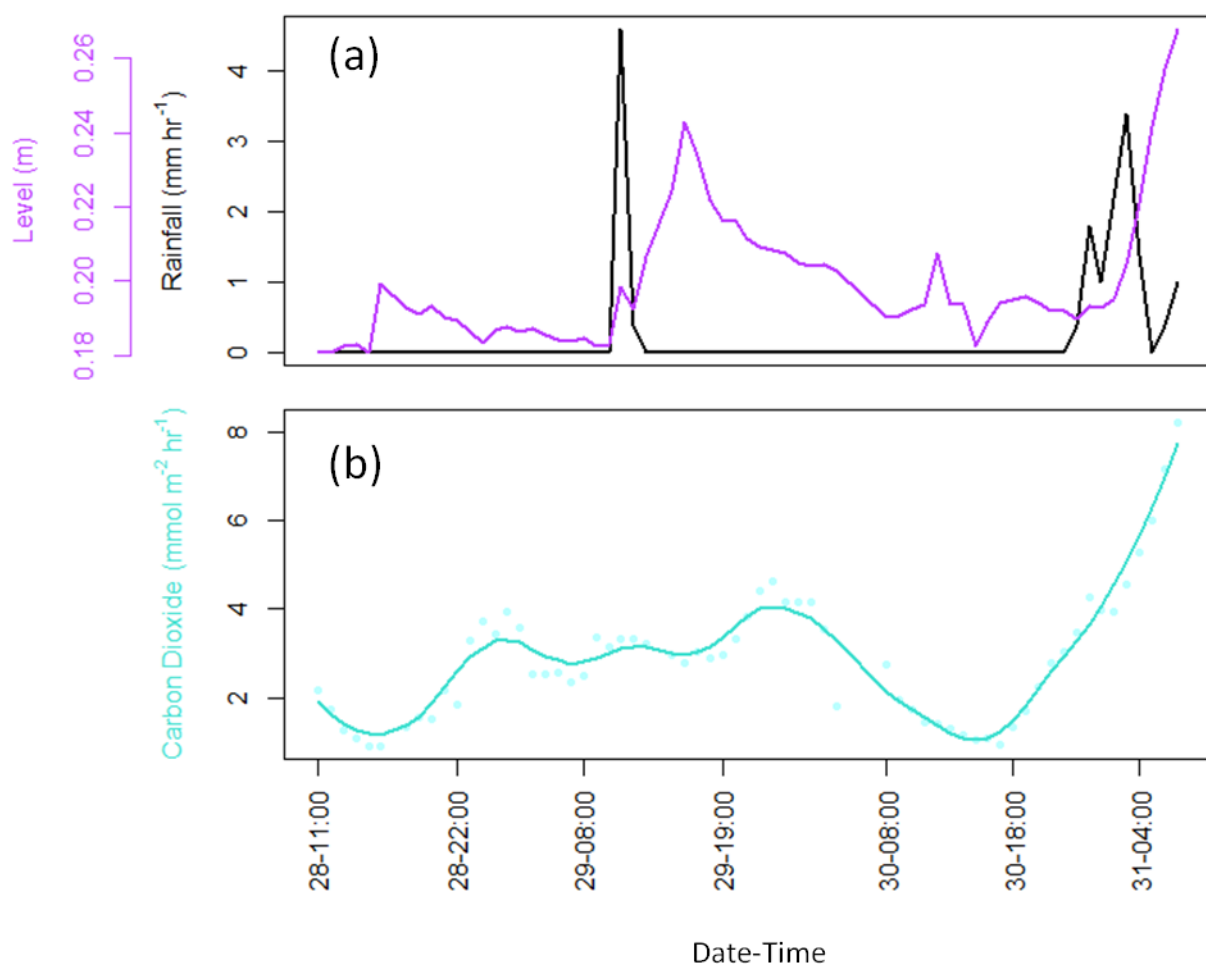 (a)
Level (m)
0.18 0.20 0.22 0.24 0.26
Rainfall (mm hr⁻¹)
0 1 2 3 4
(b)
Carbon Dioxide (mmol m⁻² hr⁻¹)
2 4 6 8
28-11:00 28-22:00 29-08:00 29-19:00 30-08:00 30-18:00 31-04:00
Date-Time